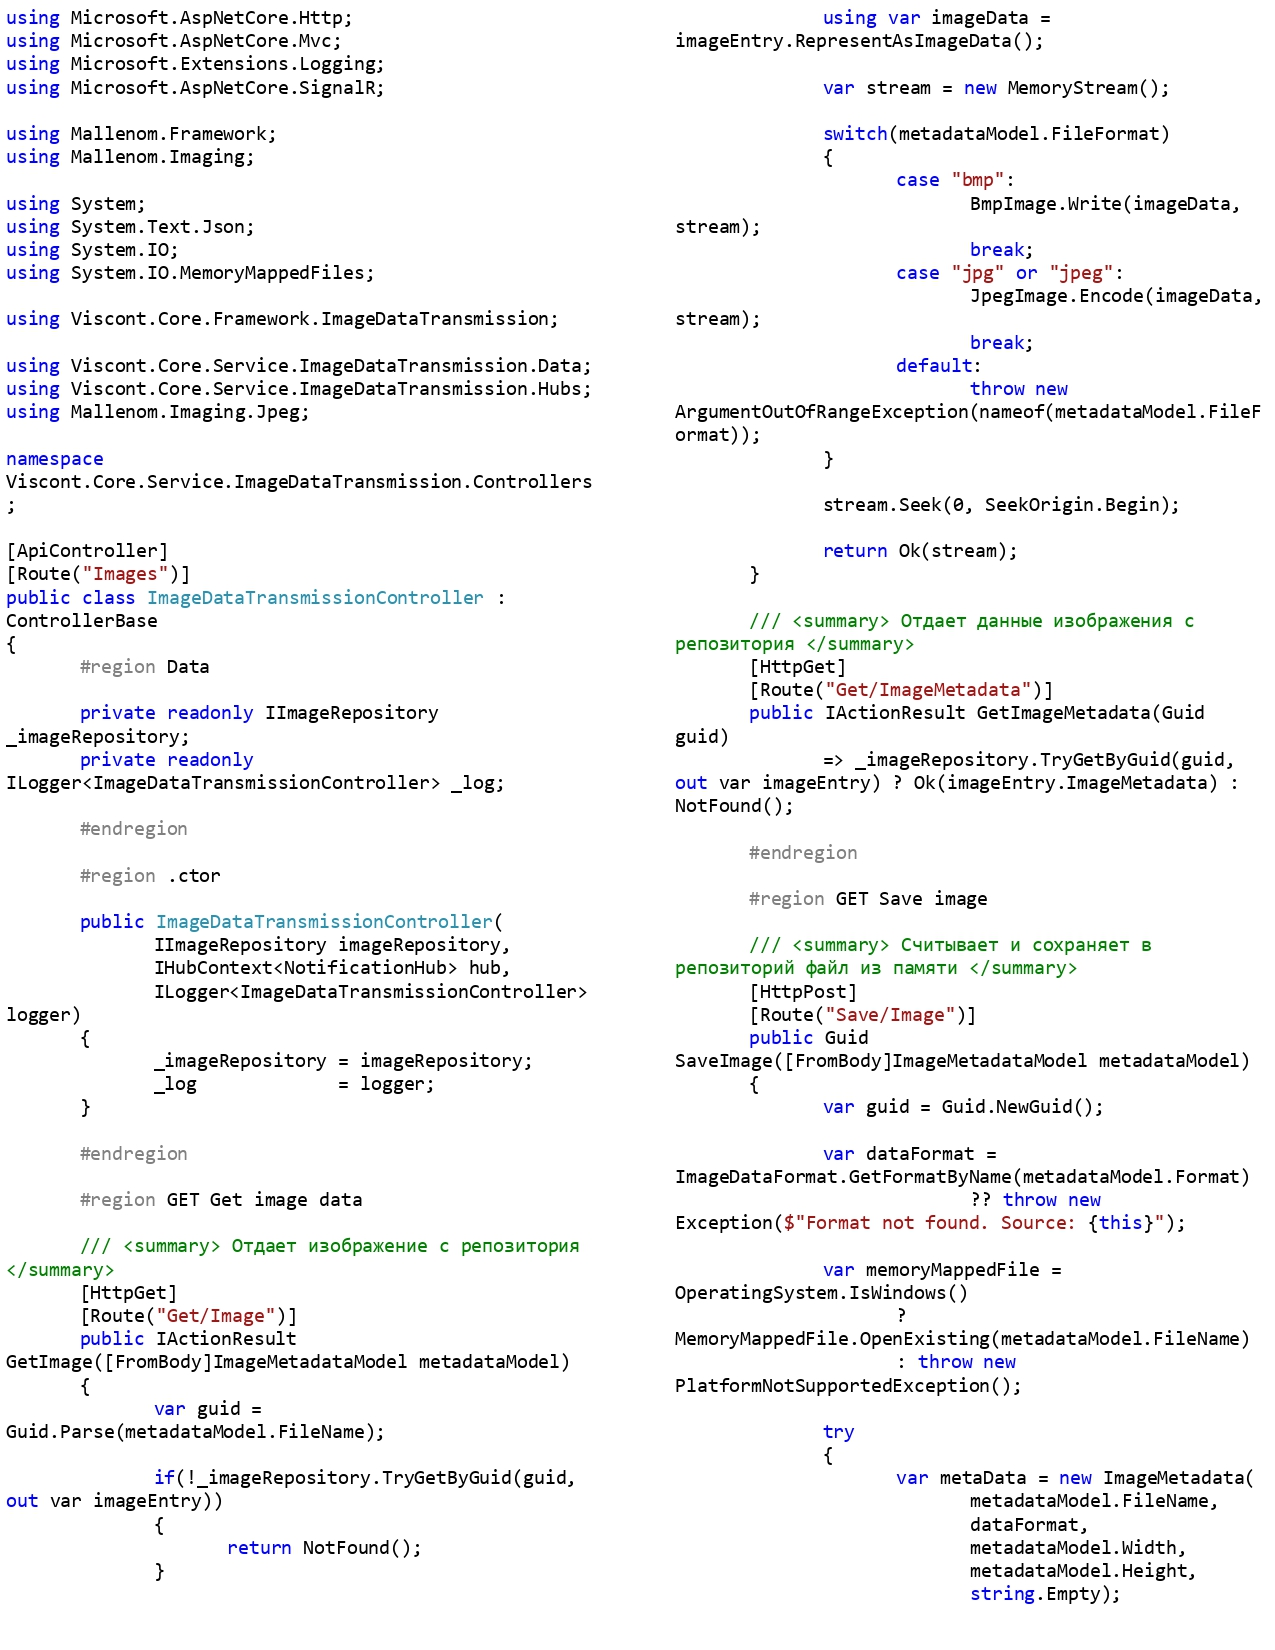 using Microsoft.AspNetCore.Http;
using Microsoft.AspNetCore.Mvc;
using Microsoft.Extensions.Logging;
using Microsoft.AspNetCore.SignalR;
using Mallenom.Framework;
using Mallenom.Imaging;
using System;
using System.Text.Json;
using System.IO;
using System.IO.MemoryMappedFiles;
using Viscont.Core.Framework.ImageDataTransmission;
using Viscont.Core.Service.ImageDataTransmission.Data;
using Viscont.Core.Service.ImageDataTransmission.Hubs;
using Mallenom.Imaging.Jpeg;
namespace
Viscont.Core.Service.ImageDataTransmission.Controllers
;
[ApiController]
[Route("Images")]
public class ImageDataTransmissionController :
ControllerBase
{
#region Data
private readonly IImageRepository
_imageRepository;
private readonly
ILogger<ImageDataTransmissionController> _log;
#endregion
#region .ctor
public ImageDataTransmissionController(
IImageRepository imageRepository,
IHubContext<NotificationHub> hub,
ILogger<ImageDataTransmissionController>
logger)
{
_imageRepository = imageRepository;
_log = logger;
}
#endregion
#region GET Get image data
/// <summary> Отдает изображение с репозитория
</summary>
[HttpGet]
[Route("Get/Image")]
public IActionResult
GetImage([FromBody]ImageMetadataModel metadataModel)
{
var guid =
Guid.Parse(metadataModel.FileName);
if(!_imageRepository.TryGetByGuid(guid,
out var imageEntry))
{
return NotFound();
}
using var imageData =
imageEntry.RepresentAsImageData();
var stream = new MemoryStream();
switch(metadataModel.FileFormat)
{
case "bmp":
BmpImage.Write(imageData,
stream);
break;
case "jpg" or "jpeg":
JpegImage.Encode(imageData,
stream);
break;
default:
throw new
ArgumentOutOfRangeException(nameof(metadataModel.FileF
ormat));
}
stream.Seek(0, SeekOrigin.Begin);
return Ok(stream);
}
/// <summary> Отдает данные изображения с
репозитория </summary>
[HttpGet]
[Route("Get/ImageMetadata")]
public IActionResult GetImageMetadata(Guid
guid)
=> _imageRepository.TryGetByGuid(guid,
out var imageEntry) ? Ok(imageEntry.ImageMetadata) :
NotFound();
#endregion
#region GET Save image
/// <summary> Считывает и сохраняет в
репозиторий файл из памяти </summary>
[HttpPost]
[Route("Save/Image")]
public Guid
SaveImage([FromBody]ImageMetadataModel metadataModel)
{
var guid = Guid.NewGuid();
var dataFormat =
ImageDataFormat.GetFormatByName(metadataModel.Format)
?? throw new
Exception($"Format not found. Source: {this}");
var memoryMappedFile =
OperatingSystem.IsWindows()
?
MemoryMappedFile.OpenExisting(metadataModel.FileName)
: throw new
PlatformNotSupportedException();
try
{
var metaData = new ImageMetadata(
metadataModel.FileName,
dataFormat,
metadataModel.Width,
metadataModel.Height,
string.Empty);